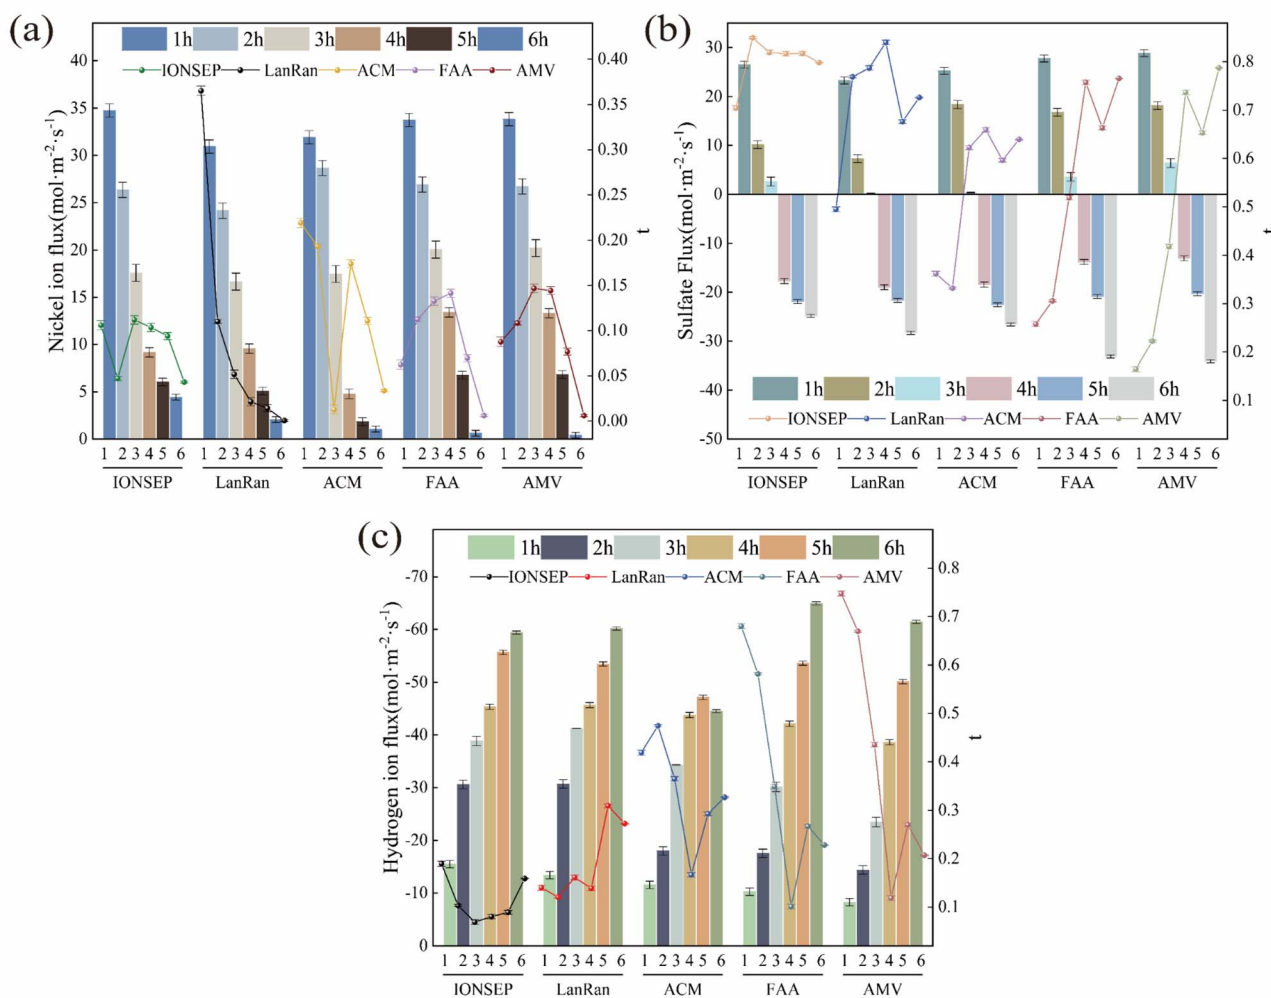 (a)
1h 2h 3h 4h 5h 6h
IONSEP LanRan ACM FAA AMV
Nickel ion flux(mol·m⁻²·s⁻¹)
40
35
30
25
20
15
10
5
0
0.40
0.35
0.30
0.25
0.20
0.15
0.10
0.05
0.00
t
1 2 3 4 5 6 1 2 3 4 5 6 1 2 3 4 5 6 1 2 3 4 5 6 1 2 3 4 5 6
IONSEP LanRan ACM FAA AMV
(b)
Sulfate Flux(mol·m⁻²·s⁻¹)
30
20
10
0
-10
-20
-30
-40
-50
0.8
0.7
0.6
0.5
0.4
0.3
0.2
0.1
t
1h 2h 3h 4h 5h 6h
IONSEP LanRan ACM FAA AMV
1 2 3 4 5 6 1 2 3 4 5 6 1 2 3 4 5 6 1 2 3 4 5 6 1 2 3 4 5 6
IONSEP LanRan ACM FAA AMV
(c)
1h 2h 3h 4h 5h 6h
IONSEP LanRan ACM FAA AMV
Hydrogen ion flux(mol·m⁻²·s⁻¹)
-70
-60
-50
-40
-30
-20
-10
0
0.8
0.7
0.6
0.5
0.4
0.3
0.2
0.1
t
1 2 3 4 5 6 1 2 3 4 5 6 1 2 3 4 5 6 1 2 3 4 5 6 1 2 3 4 5 6
IONSEP LanRan ACM FAA AMV